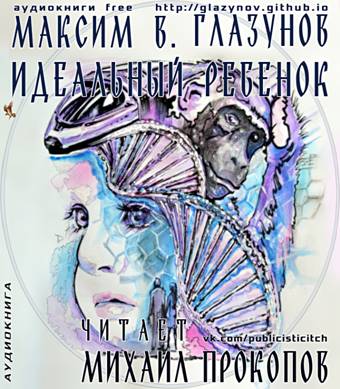 аудиокниги free http://glazynov.github.io
МАКСИМ В. ГЛАЗУНОВ
ИДЕАЛЬНЫЙ РЕБЕНОК
АУДИОКНИГА
ЧИТАЕТ
vk.com/publicisticitch
МИХАИЛ ПРОКОПОВ